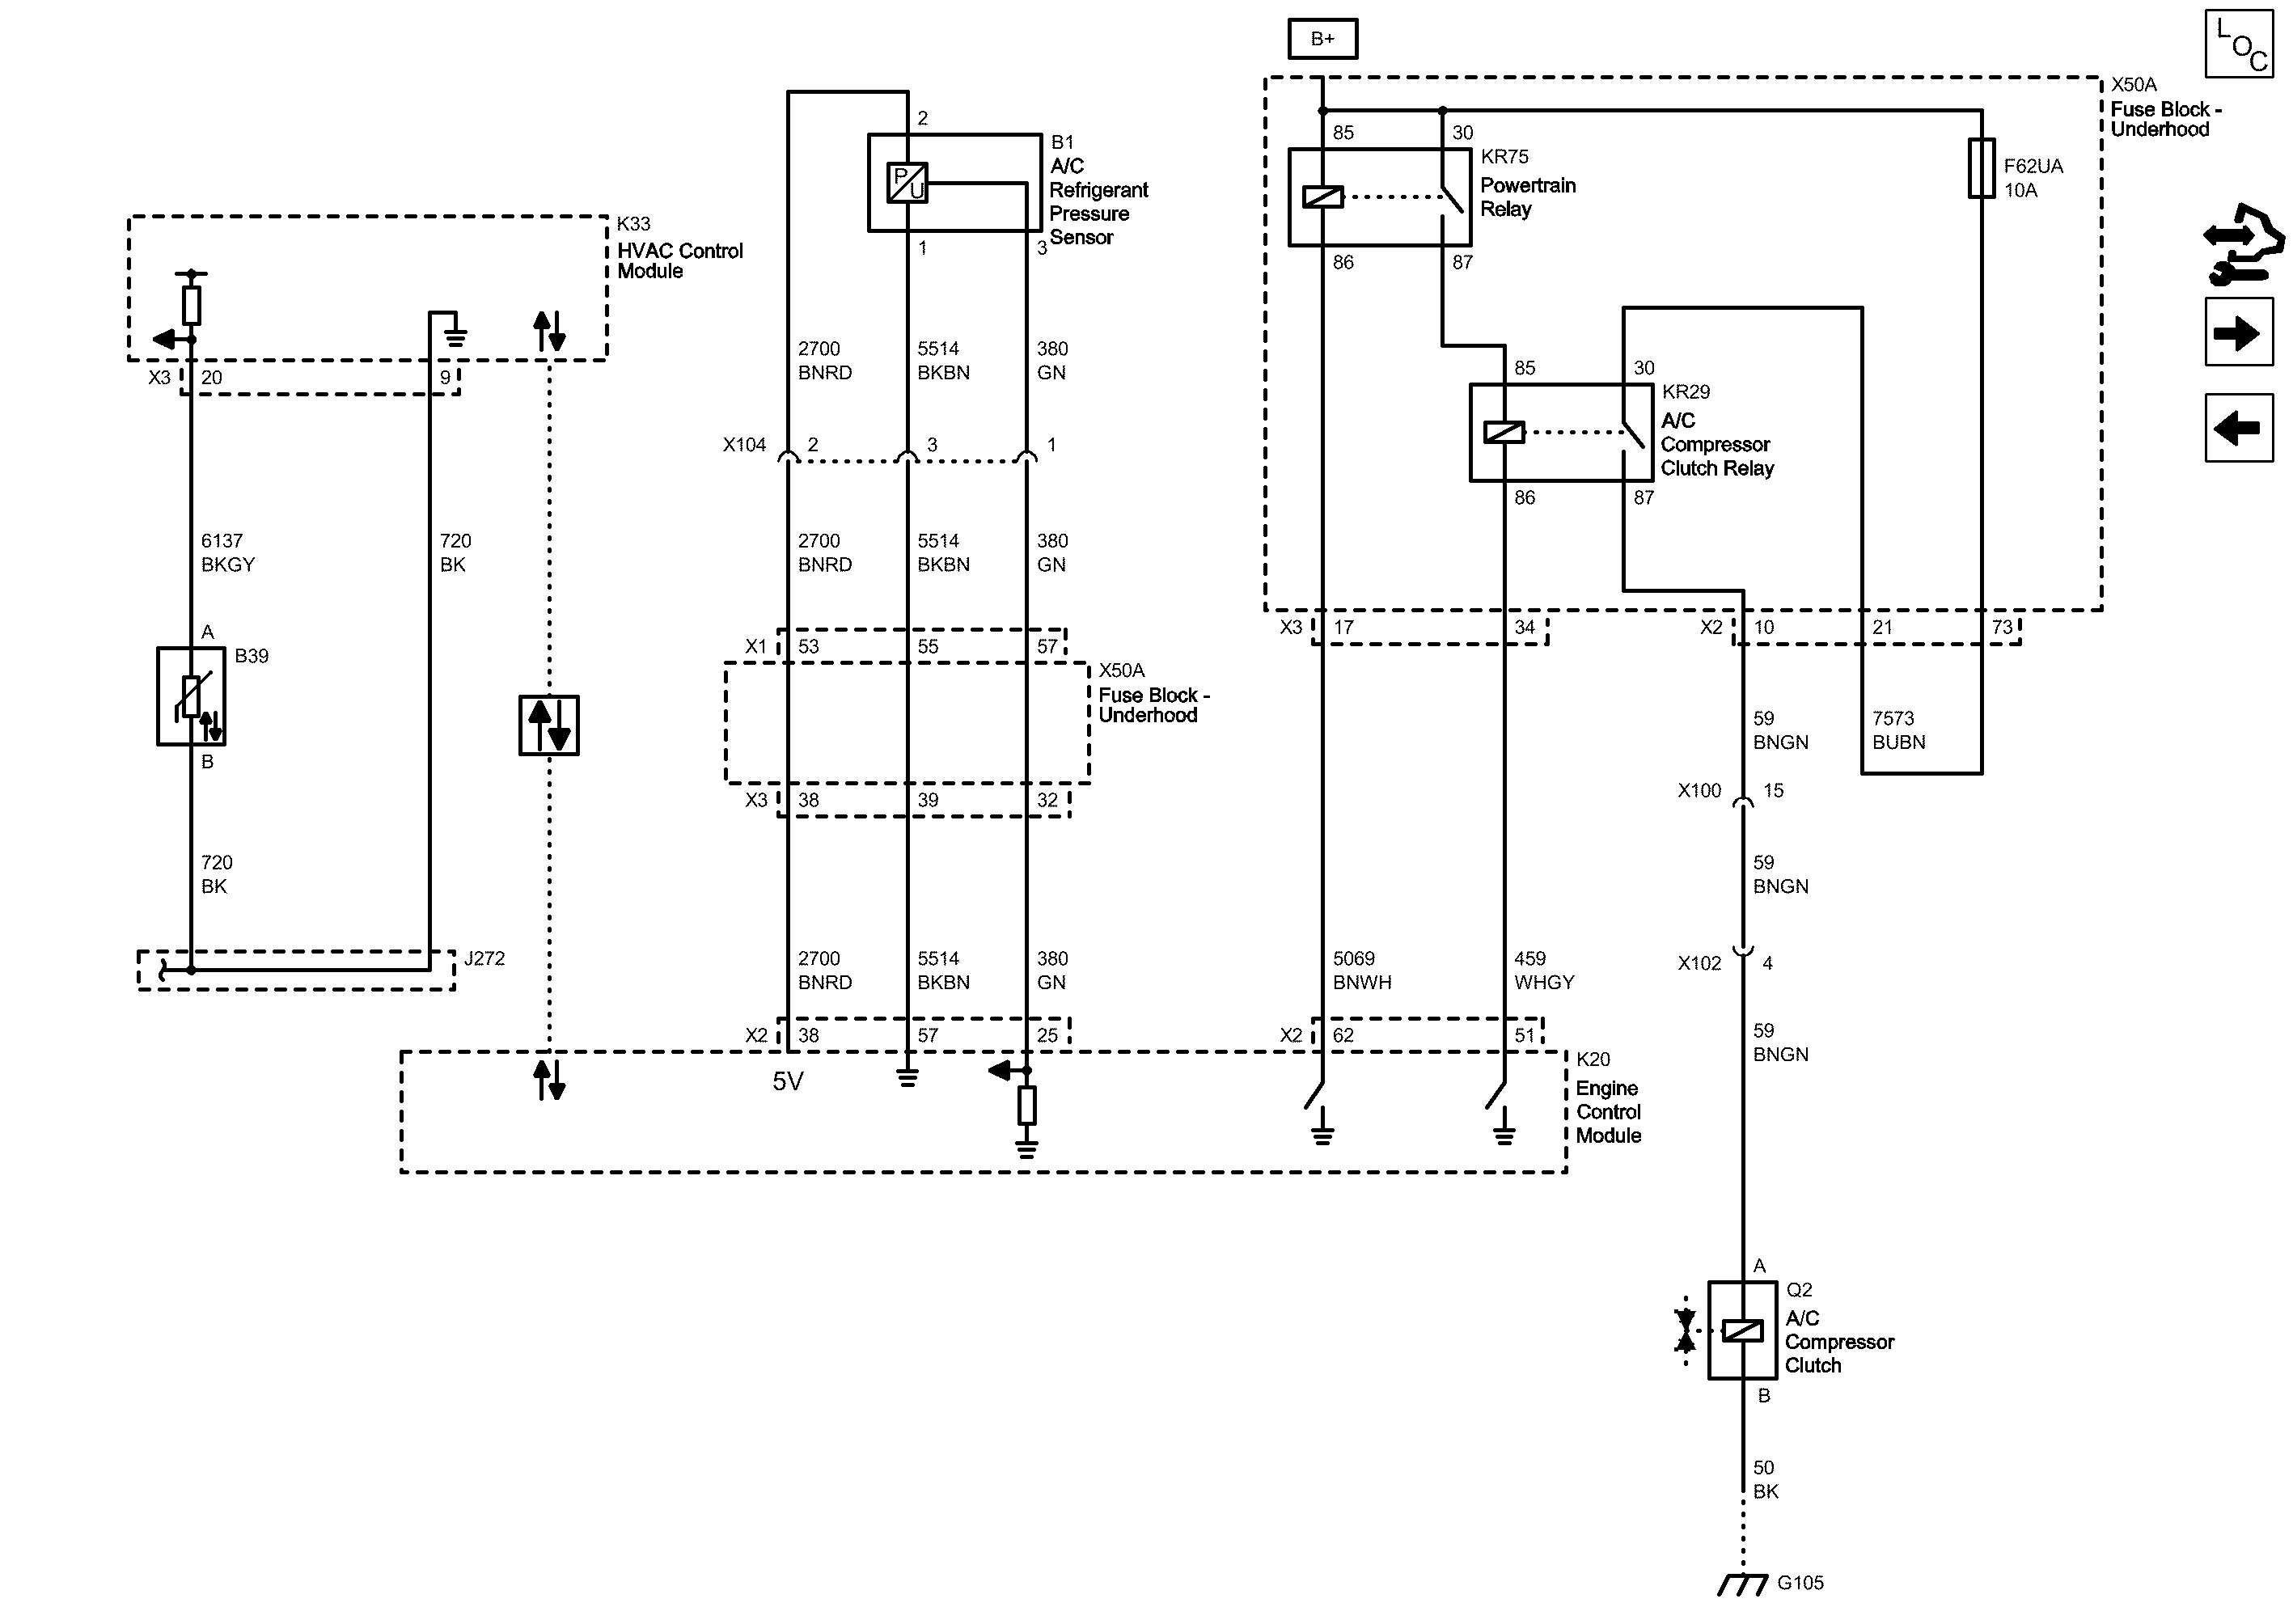 B+
LOC
X50A
Fuse Block -
Underhood
2
85
30
B1
A/C
Refrigerant
Pressure
Sensor
P
U
KR75
Powertrain
Relay
F62UA
10A
K33
HVAC Control
Module
1
3
86
87
2700
BNRD
5514
BKBN
380
GN
85
30
X3
20
9
KR29
A/C
Compressor
Clutch Relay
X104
2
3
1
86
87
6137
BKGY
720
BK
2700
BNRD
5514
BKBN
380
GN
A
B39
X1
53
55
57
X3
17
34
X2
10
21
73
X50A
Fuse Block -
Underhood
59
BNGN
7573
BUBN
B
X3
38
39
32
X100
15
720
BK
59
BNGN
J272
2700
BNRD
5514
BKBN
380
GN
5069
BNWH
459
WHGY
X102
4
X2
38
57
25
X2
62
51
59
BNGN
5V
K20
Engine
Control
Module
A
Q2
A/C
Compressor
Clutch
B
50
BK
G105